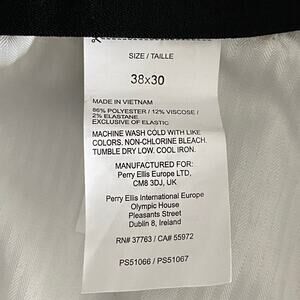 SIZE / TAILLE
38x30
MADE IN VIETNAM
86% POLYESTER / 12% VISCOSE /
2% ELASTANE
EXCLUSIVE OF ELASTIC
MACHINE WASH COLD WITH LIKE
COLORS. NON-CHLORINE BLEACH.
TUMBLE DRY LOW. COOL IRON.
MANUFACTURED FOR:
Perry Ellis Europe LTD,
CM8 3DJ, UK
Perry Ellis International Europe
Olympic House
Pleasants Street
Dublin 8, Ireland
RN# 37763 / CA# 55972
PS51066 / PS51067